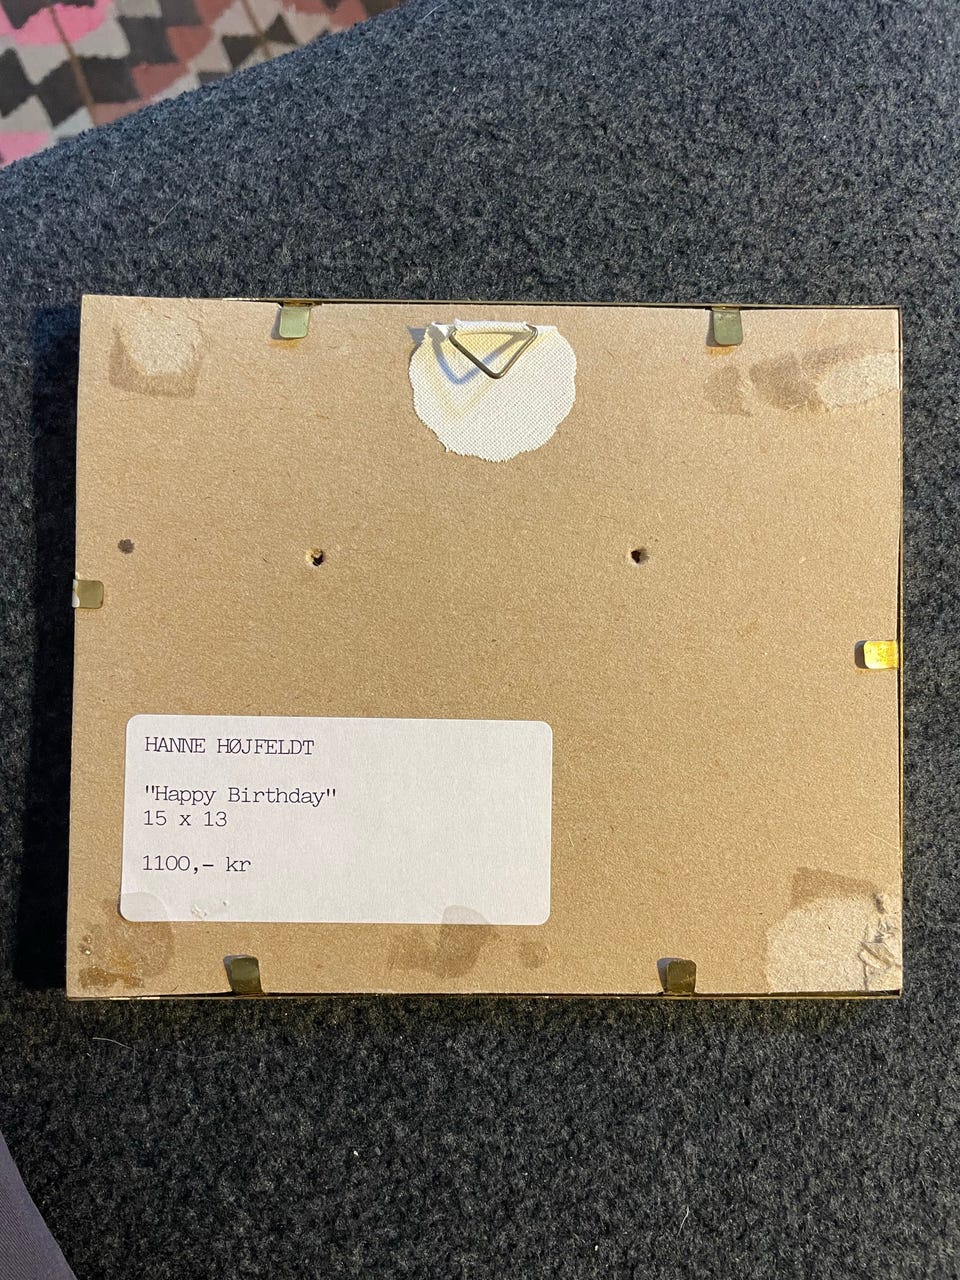 HANNE HØJFELDT
"Happy Birthday"
15 x 13
1100,- kr